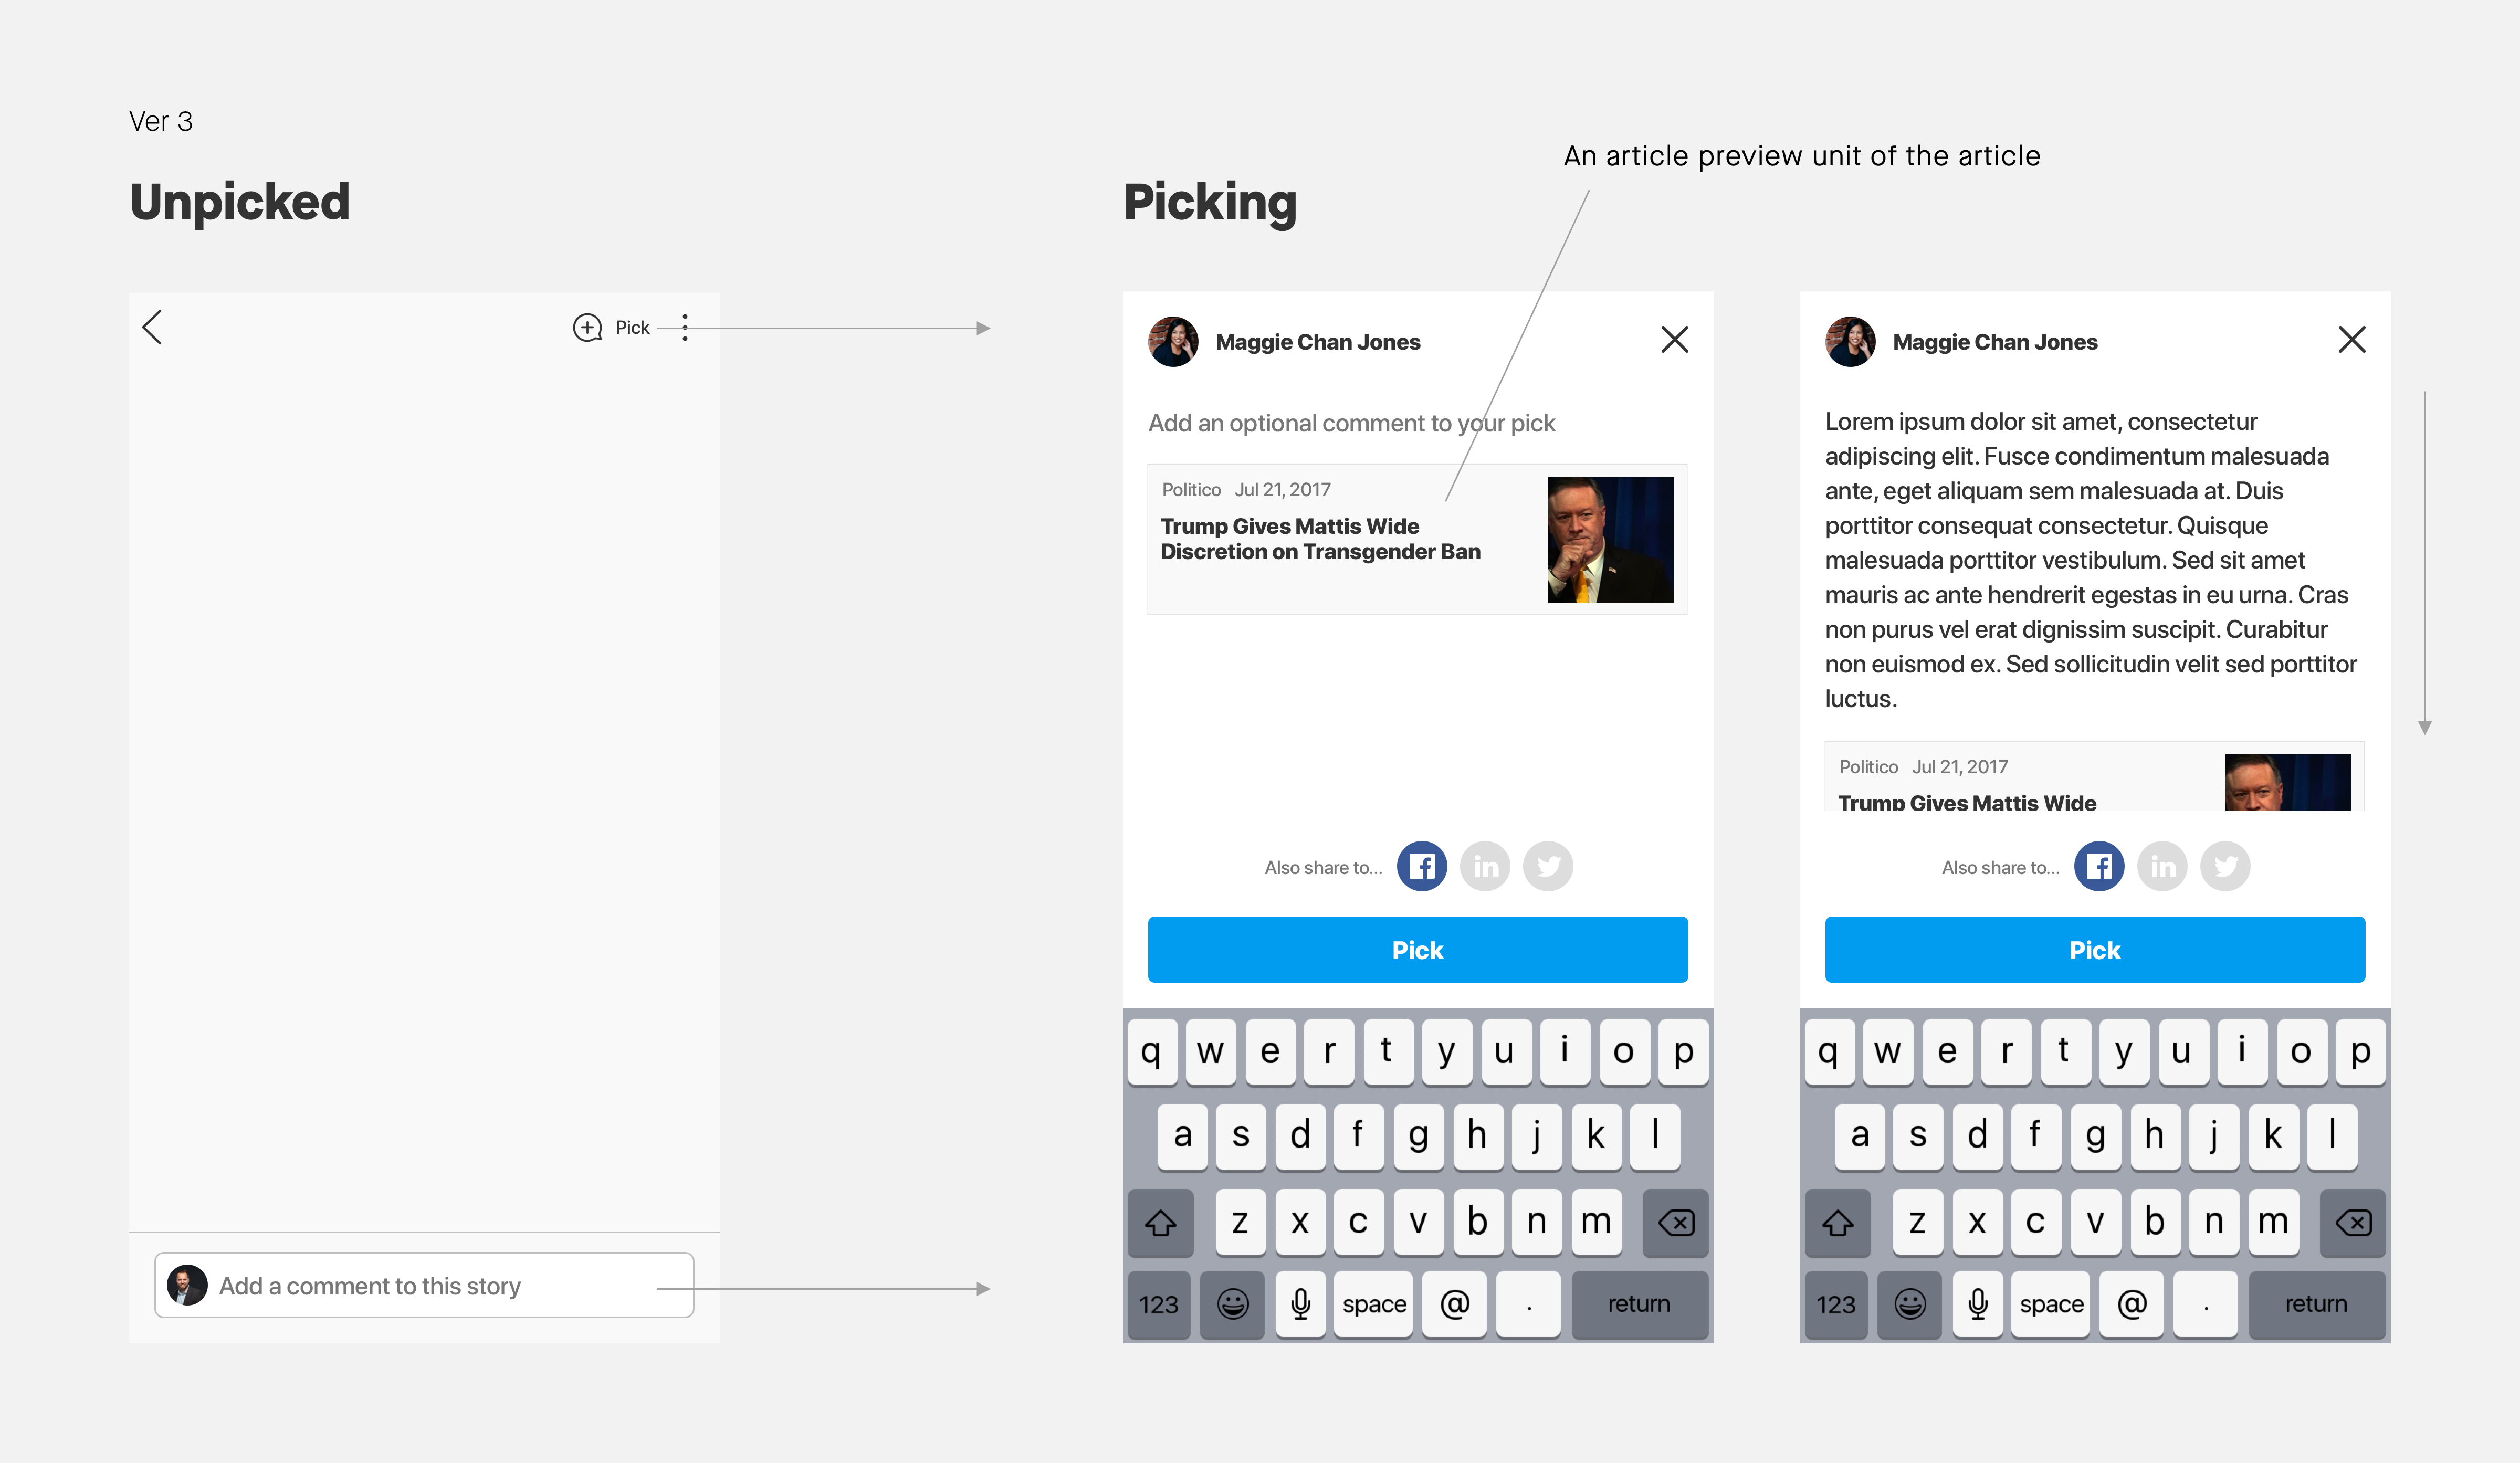 Ver 3
Unpicked
Pick
Add a comment to this story
An article preview unit of the article
Picking
Maggie Chan Jones
Add an optional comment to your pick
Politico Jul 21, 2017
Trump Gives Mattis Wide
Discretion on Transgender Ban
Also share to...
in
Pick
q w e r t y u i o p
a s d f g h j k l
z x c v b n m
123 space @ . return
Maggie Chan Jones
Lorem ipsum dolor sit amet, consectetur
adipiscing elit. Fusce condimentum malesuada
ante, eget aliquam sem malesuada at. Duis
porttitor consequat consectetur. Quisque
malesuada porttitor vestibulum. Sed sit amet
mauris ac ante hendrerit egestas in eu urna. Cras
non purus vel erat dignissim suscipit. Curabitur
non euismod ex. Sed sollicitudin velit sed porttitor
luctus.
Politico Jul 21, 2017
Trump Gives Mattis Wide
Also share to...
in
Pick
q w e r t y u i o p
a s d f g h j k l
z x c v b n m
123 space @ . return